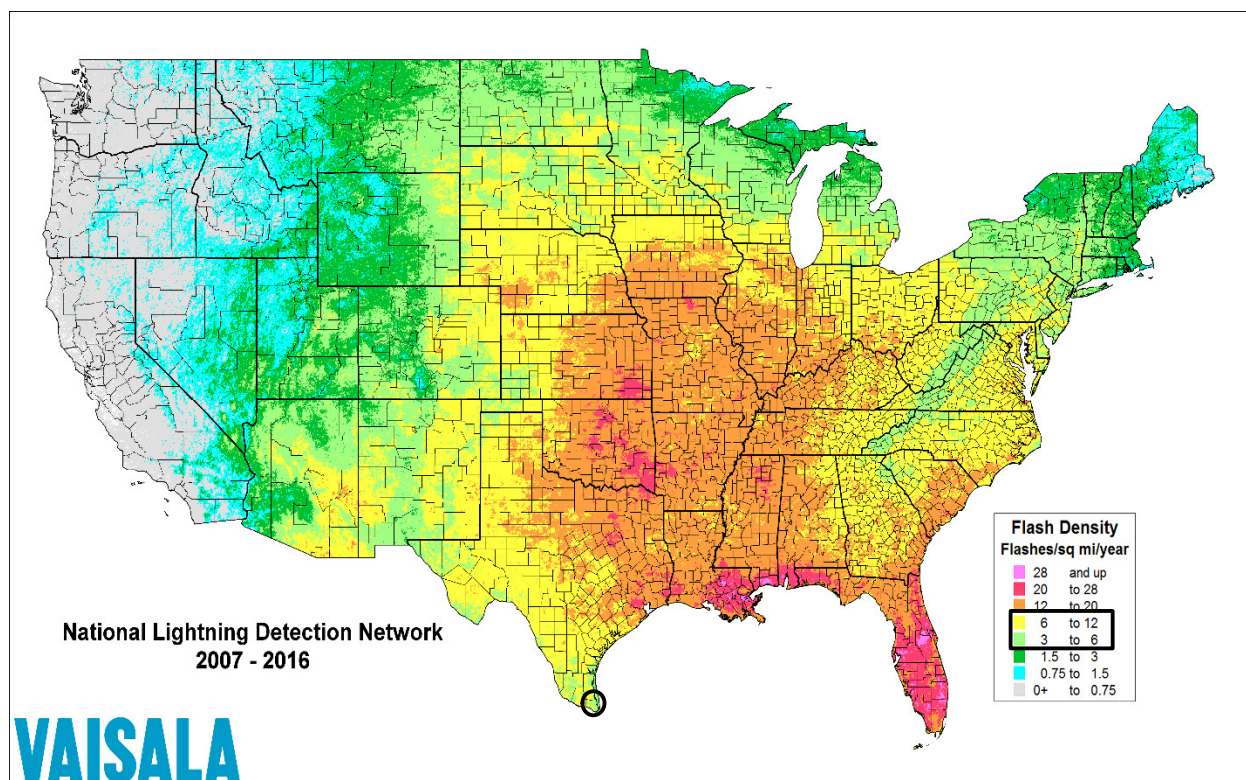 National Lightning Detection Network
2007 - 2016
VAISALA
Flash Density
Flashes/sq mi/year
28 and up
20 to 28
12 to 20
6 to 12
3 to 6
1.5 to 3
0.75 to 1.5
0+ to 0.75